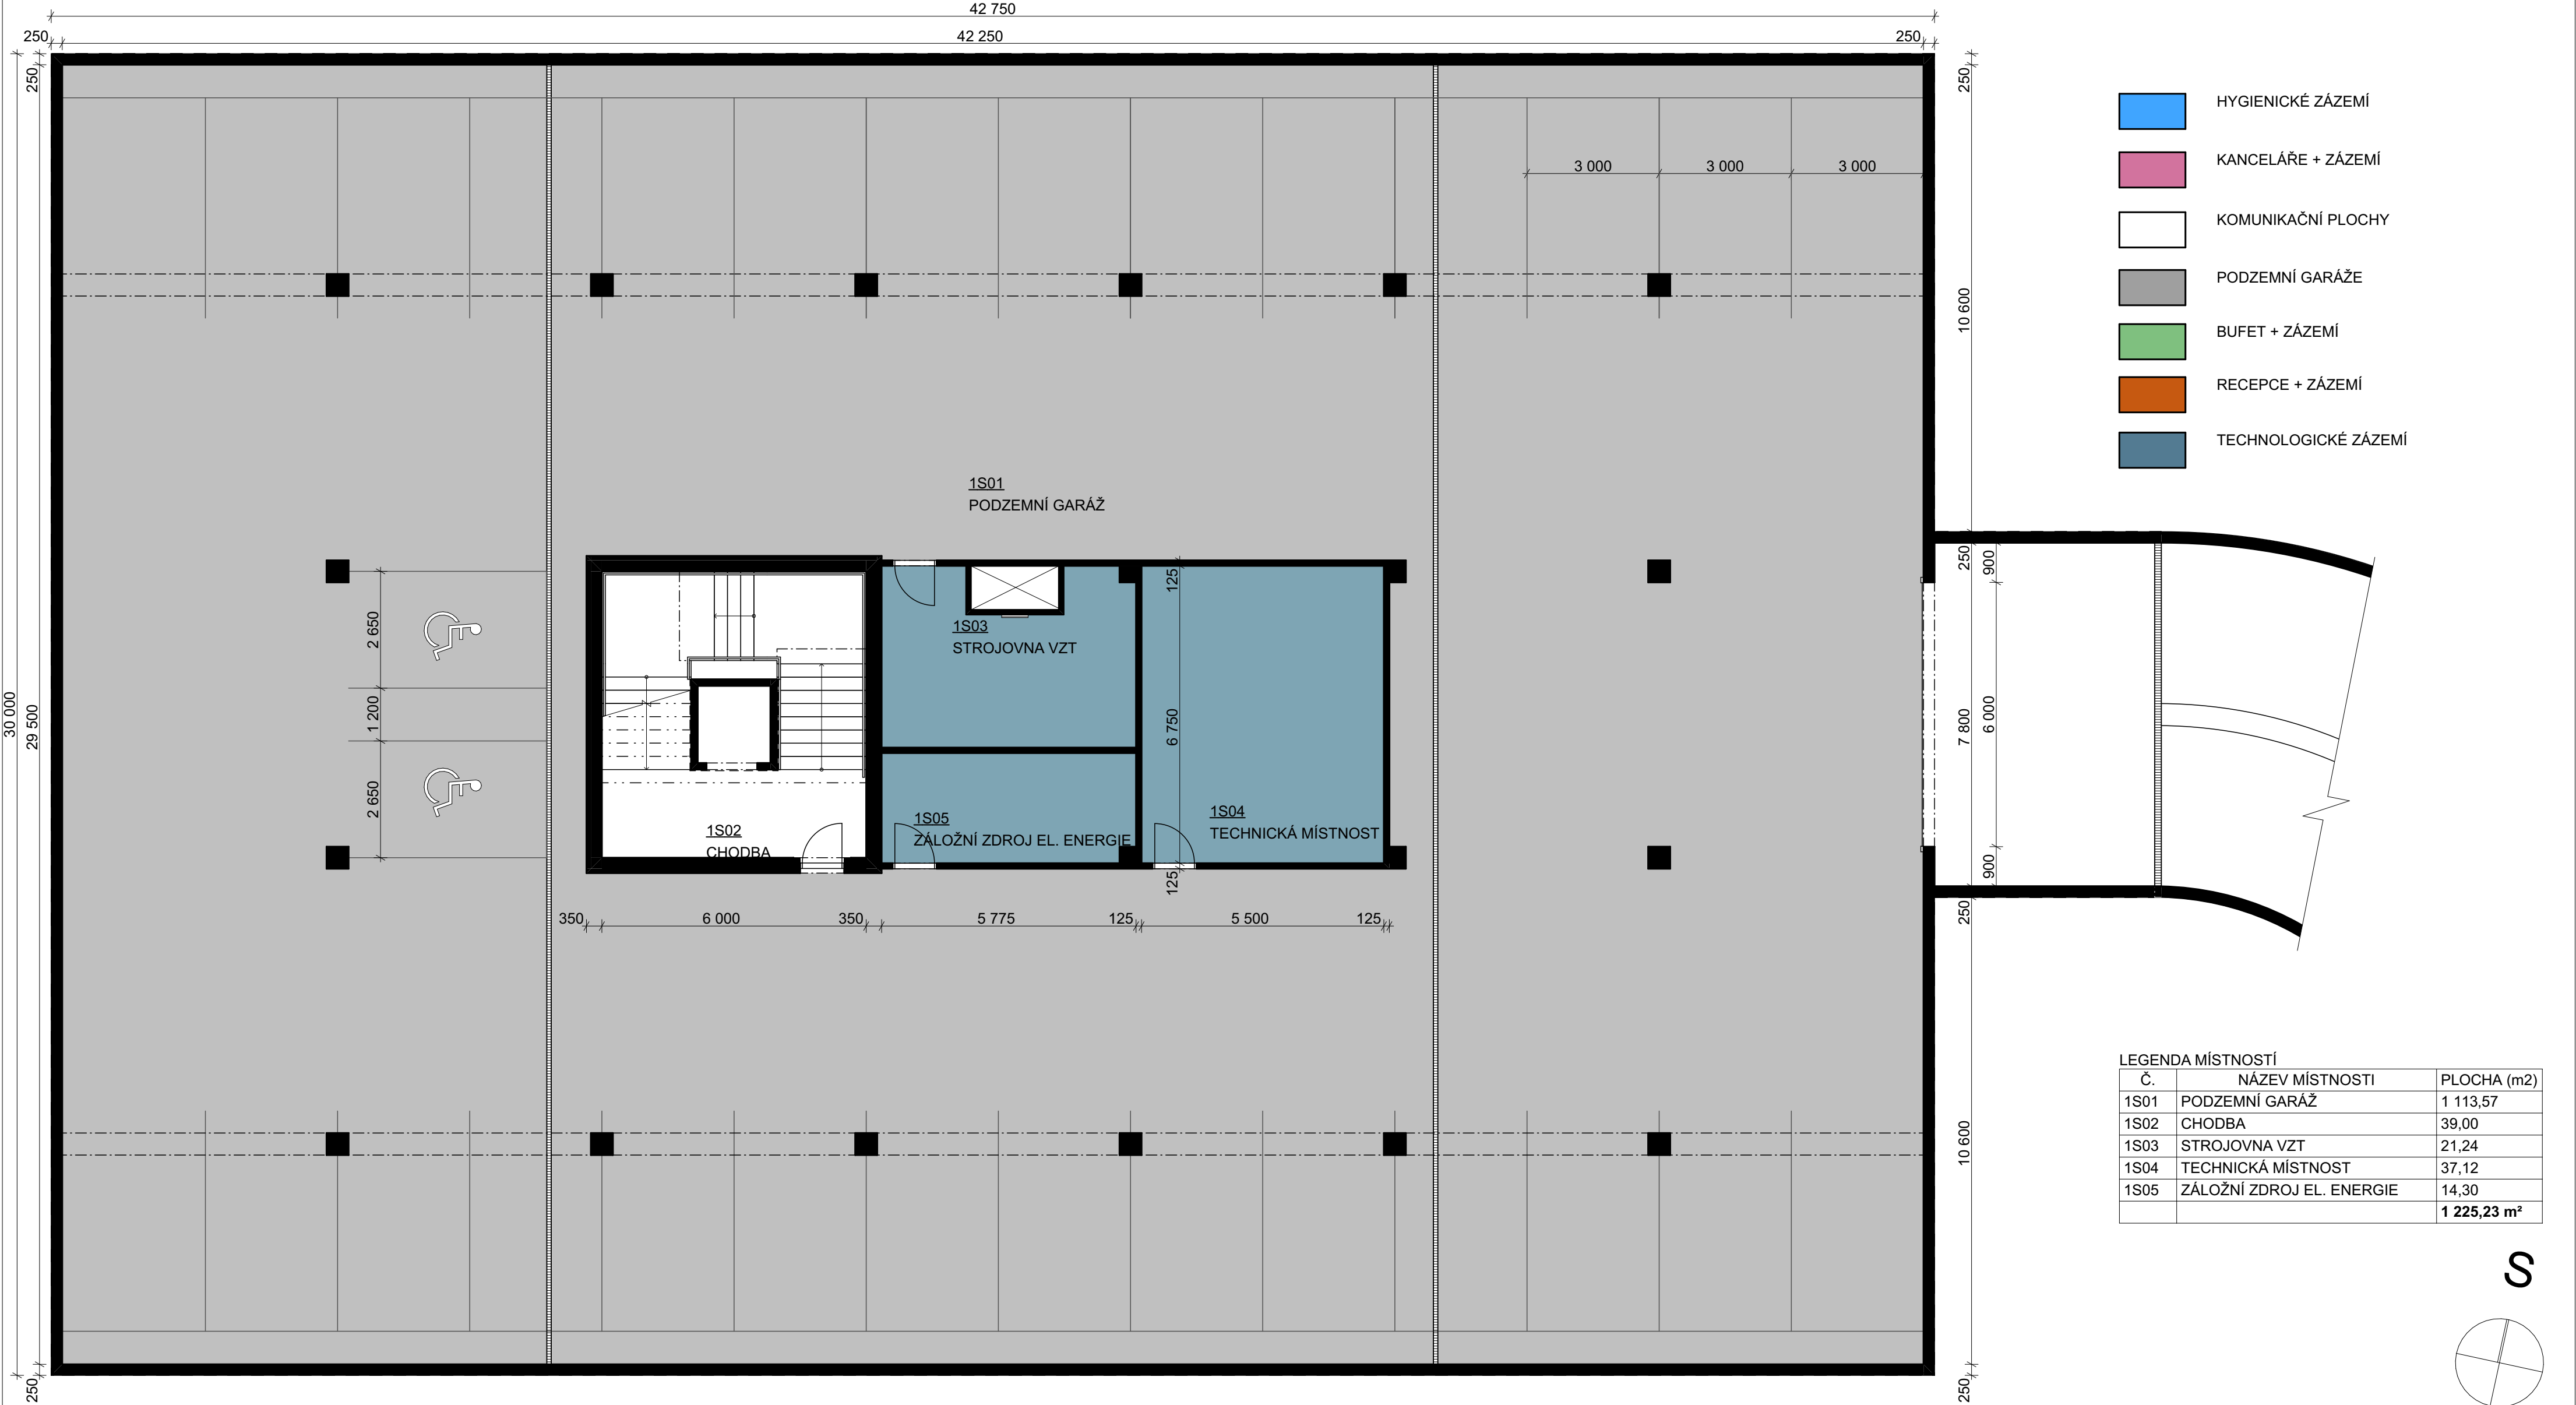 42 750
250
42 250
250
250
250
HYGIENICKÉ ZÁZEMÍ
KANCELÁŘE + ZÁZEMÍ
3 000
3 000
3 000
KOMUNIKAČNÍ PLOCHY
PODZEMNÍ GARÁŽE
10 600
BUFET + ZÁZEMÍ
RECEPCE + ZÁZEMÍ
TECHNOLOGICKÉ ZÁZEMÍ
1S01
PODZEMNÍ GARÁŽ
250
900
125
2 650
1S03
STROJOVNA VZT
30 000
29 500
1 200
6 750
7 800
6 000
2 650
1S02
CHODBA
1S05
ZÁLOŽNÍ ZDROJ EL. ENERGIE
1S04
TECHNICKÁ MÍSTNOST
125
900
250
350
6 000
350
5 775
125
5 500
125
10 600
LEGENDA MÍSTNOSTÍ
Č. NÁZEV MÍSTNOSTI PLOCHA (m2)
1S01 PODZEMNÍ GARÁŽ 1 113,57
1S02 CHODBA 39,00
1S03 STROJOVNA VZT 21,24
1S04 TECHNICKÁ MÍSTNOST 37,12
1S05 ZÁLOŽNÍ ZDROJ EL. ENERGIE 14,30
1 225,23 m²
S
250
250